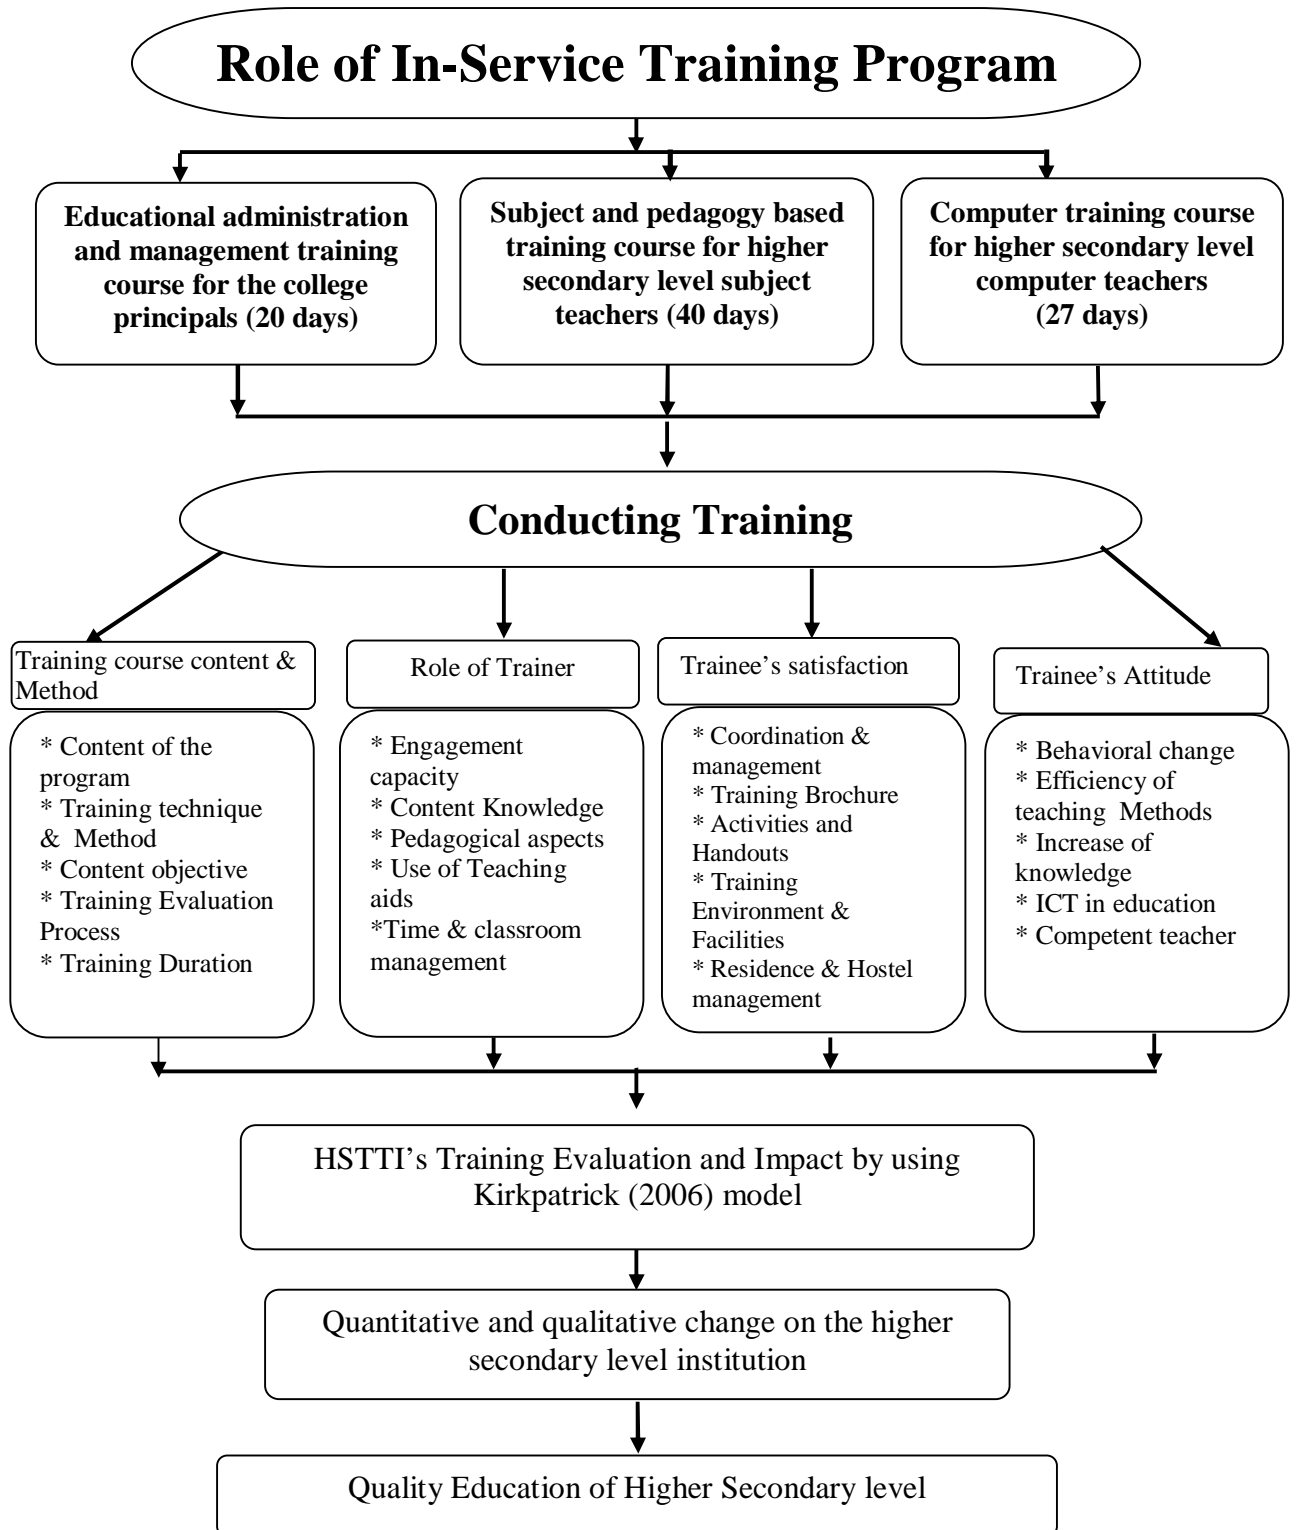 Role of In-Service Training Program
Educational administration
and management training
course for the college
principals (20 days)
Subject and pedagogy based
training course for higher
secondary level subject
teachers (40 days)
Computer training course
for higher secondary level
computer teachers
(27 days)
Conducting Training
Training course content &
Method
* Content of the
program
* Training technique
& Method
* Content objective
* Training Evaluation
Process
* Training Duration
Role of Trainer
* Engagement
capacity
* Content Knowledge
* Pedagogical aspects
* Use of Teaching
aids
*Time & classroom
management
Trainee’s satisfaction
* Coordination &
management
* Training Brochure
* Activities and
Handouts
* Training
Environment &
Facilities
* Residence & Hostel
management
Trainee’s Attitude
* Behavioral change
* Efficiency of
teaching Methods
* Increase of
knowledge
* ICT in education
* Competent teacher
HSTTI’s Training Evaluation and Impact by using
Kirkpatrick (2006) model
Quantitative and qualitative change on the higher
secondary level institution
Quality Education of Higher Secondary level